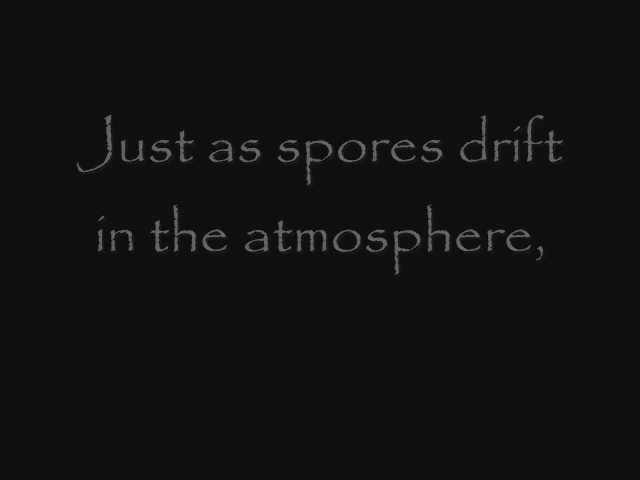 Just as spores drift
in the atmosphere,